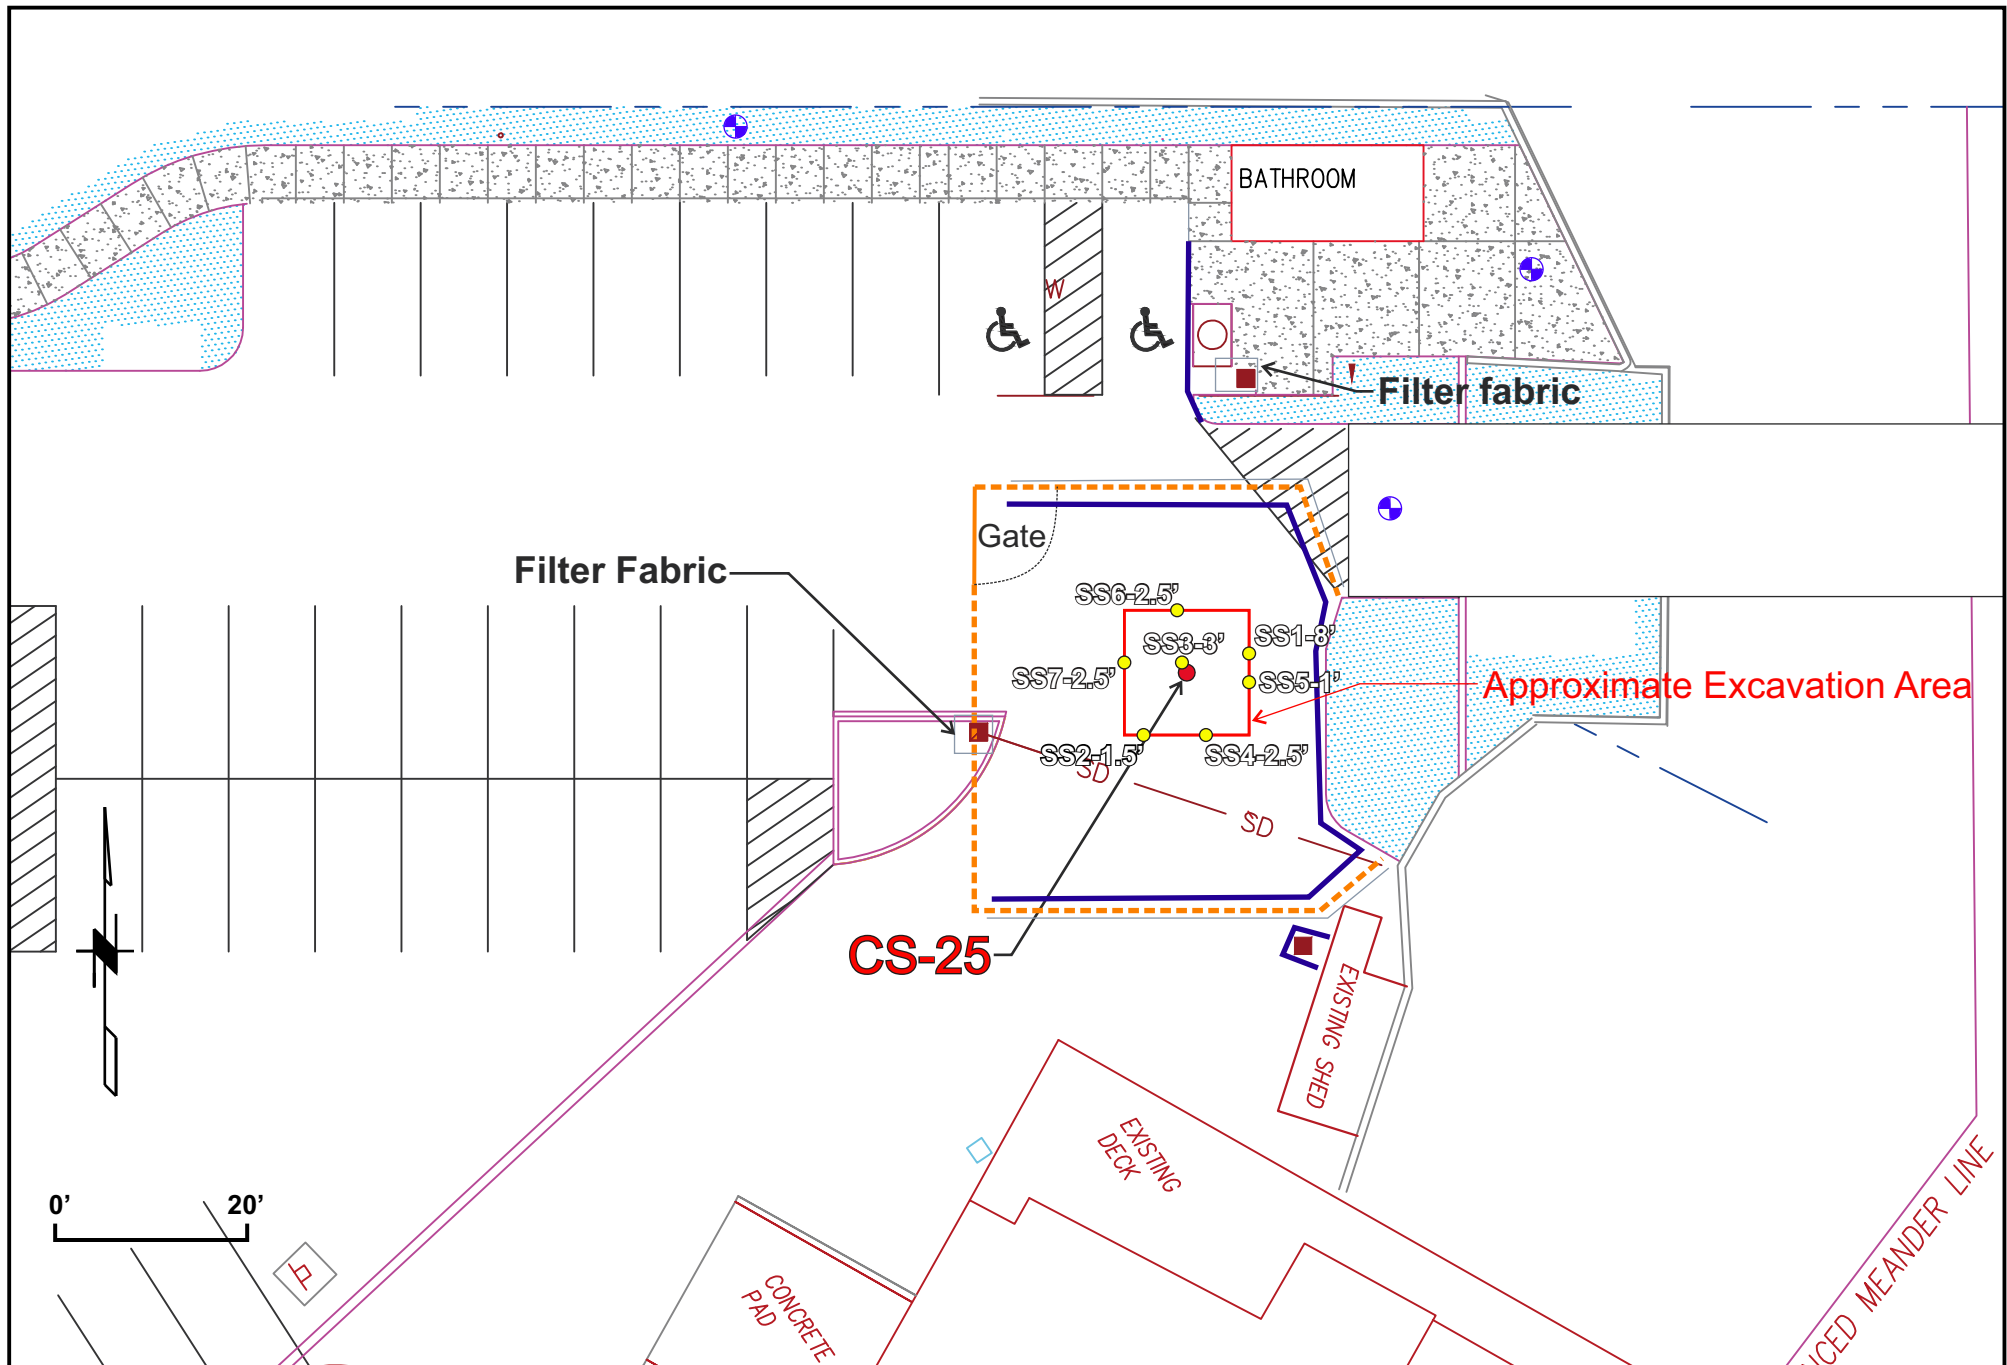 BATHROOM
W
Filter fabric
Gate
Filter Fabric
SS6-2.5'
SS3-3'
SS1-8'
SS7-2.5'
SS5-1'
Approximate Excavation Area
SS2-1.5'
SS4-2.5'
SD
SD
CS-25
EXISTING SHED
EXISTING
DECK
0' 20'
CONCRETE
PAD
NCED MEANDER LINE